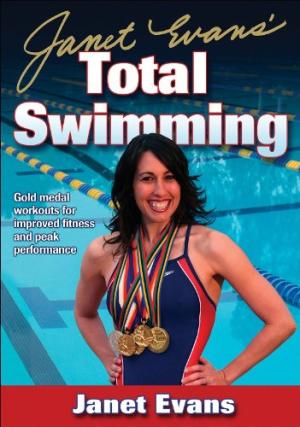 Janet Evans'
Total
Swimming
Gold medal
workouts for
improved fitness
and peak
performance
Janet Evans